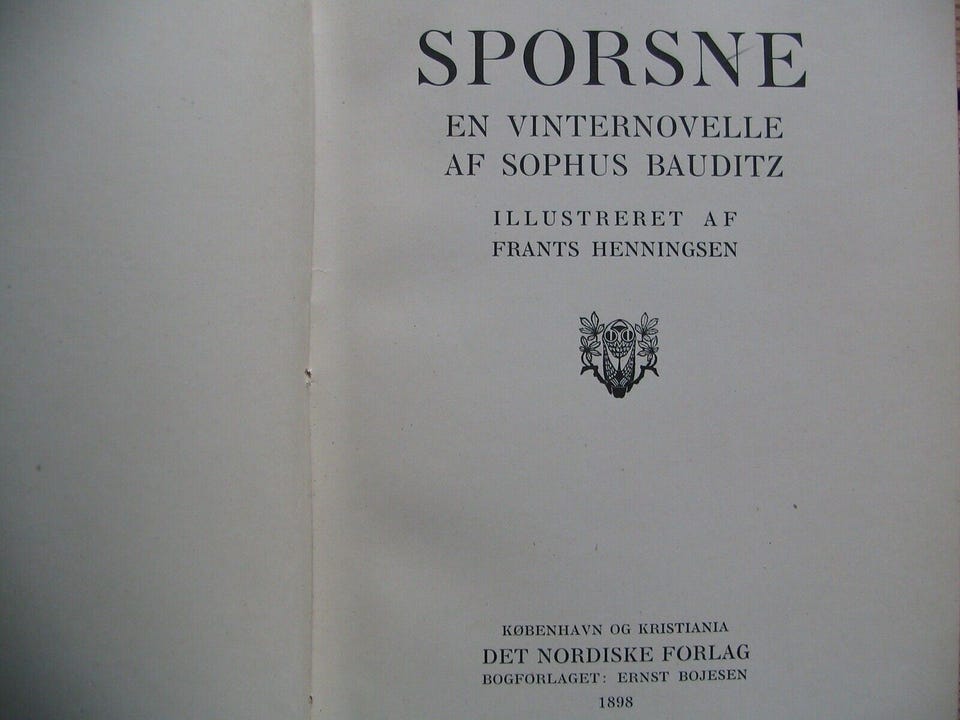 SPORSNE
EN VINTERNOVELLE
AF SOPHUS BAUDITZ
ILLUSTRERET AF
FRANTS HENNINGSEN
KØBENHAVN OG KRISTIANIA
DET NORDISKE FORLAG
BOGFORLAGET: ERNST BOJESEN
1898